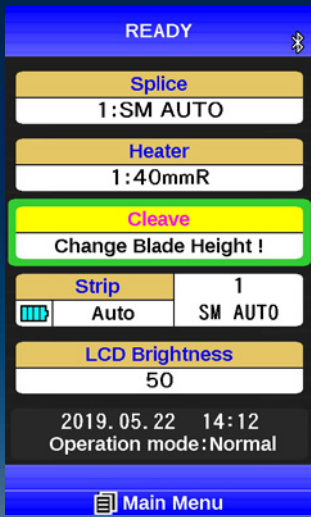 READY
Splice
1:SM AUTO
Heater
1:40mmR
Cleave
Change Blade Height !
Strip
Auto
1
SM AUTO
LCD Brightness
50
2019.05.22 14:12
Operation mode:Normal
Main Menu